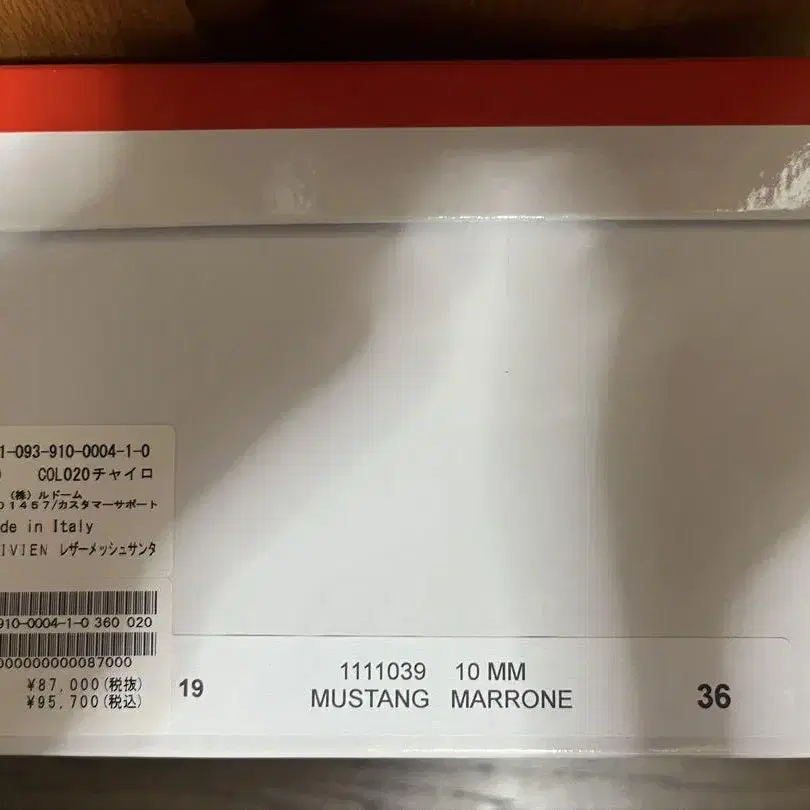 1-093-910-0004-1-0
COL020チャイロ
(株)ルドーム
01457/カスタマーサポート
de in Italy
IVIEN レザーメッシュサンタ
910-0004-1-0 360 020
000000000087000
¥87,000(税抜)
¥95,700(税込)
19
1111039 10 MM
MUSTANG MARRONE
36